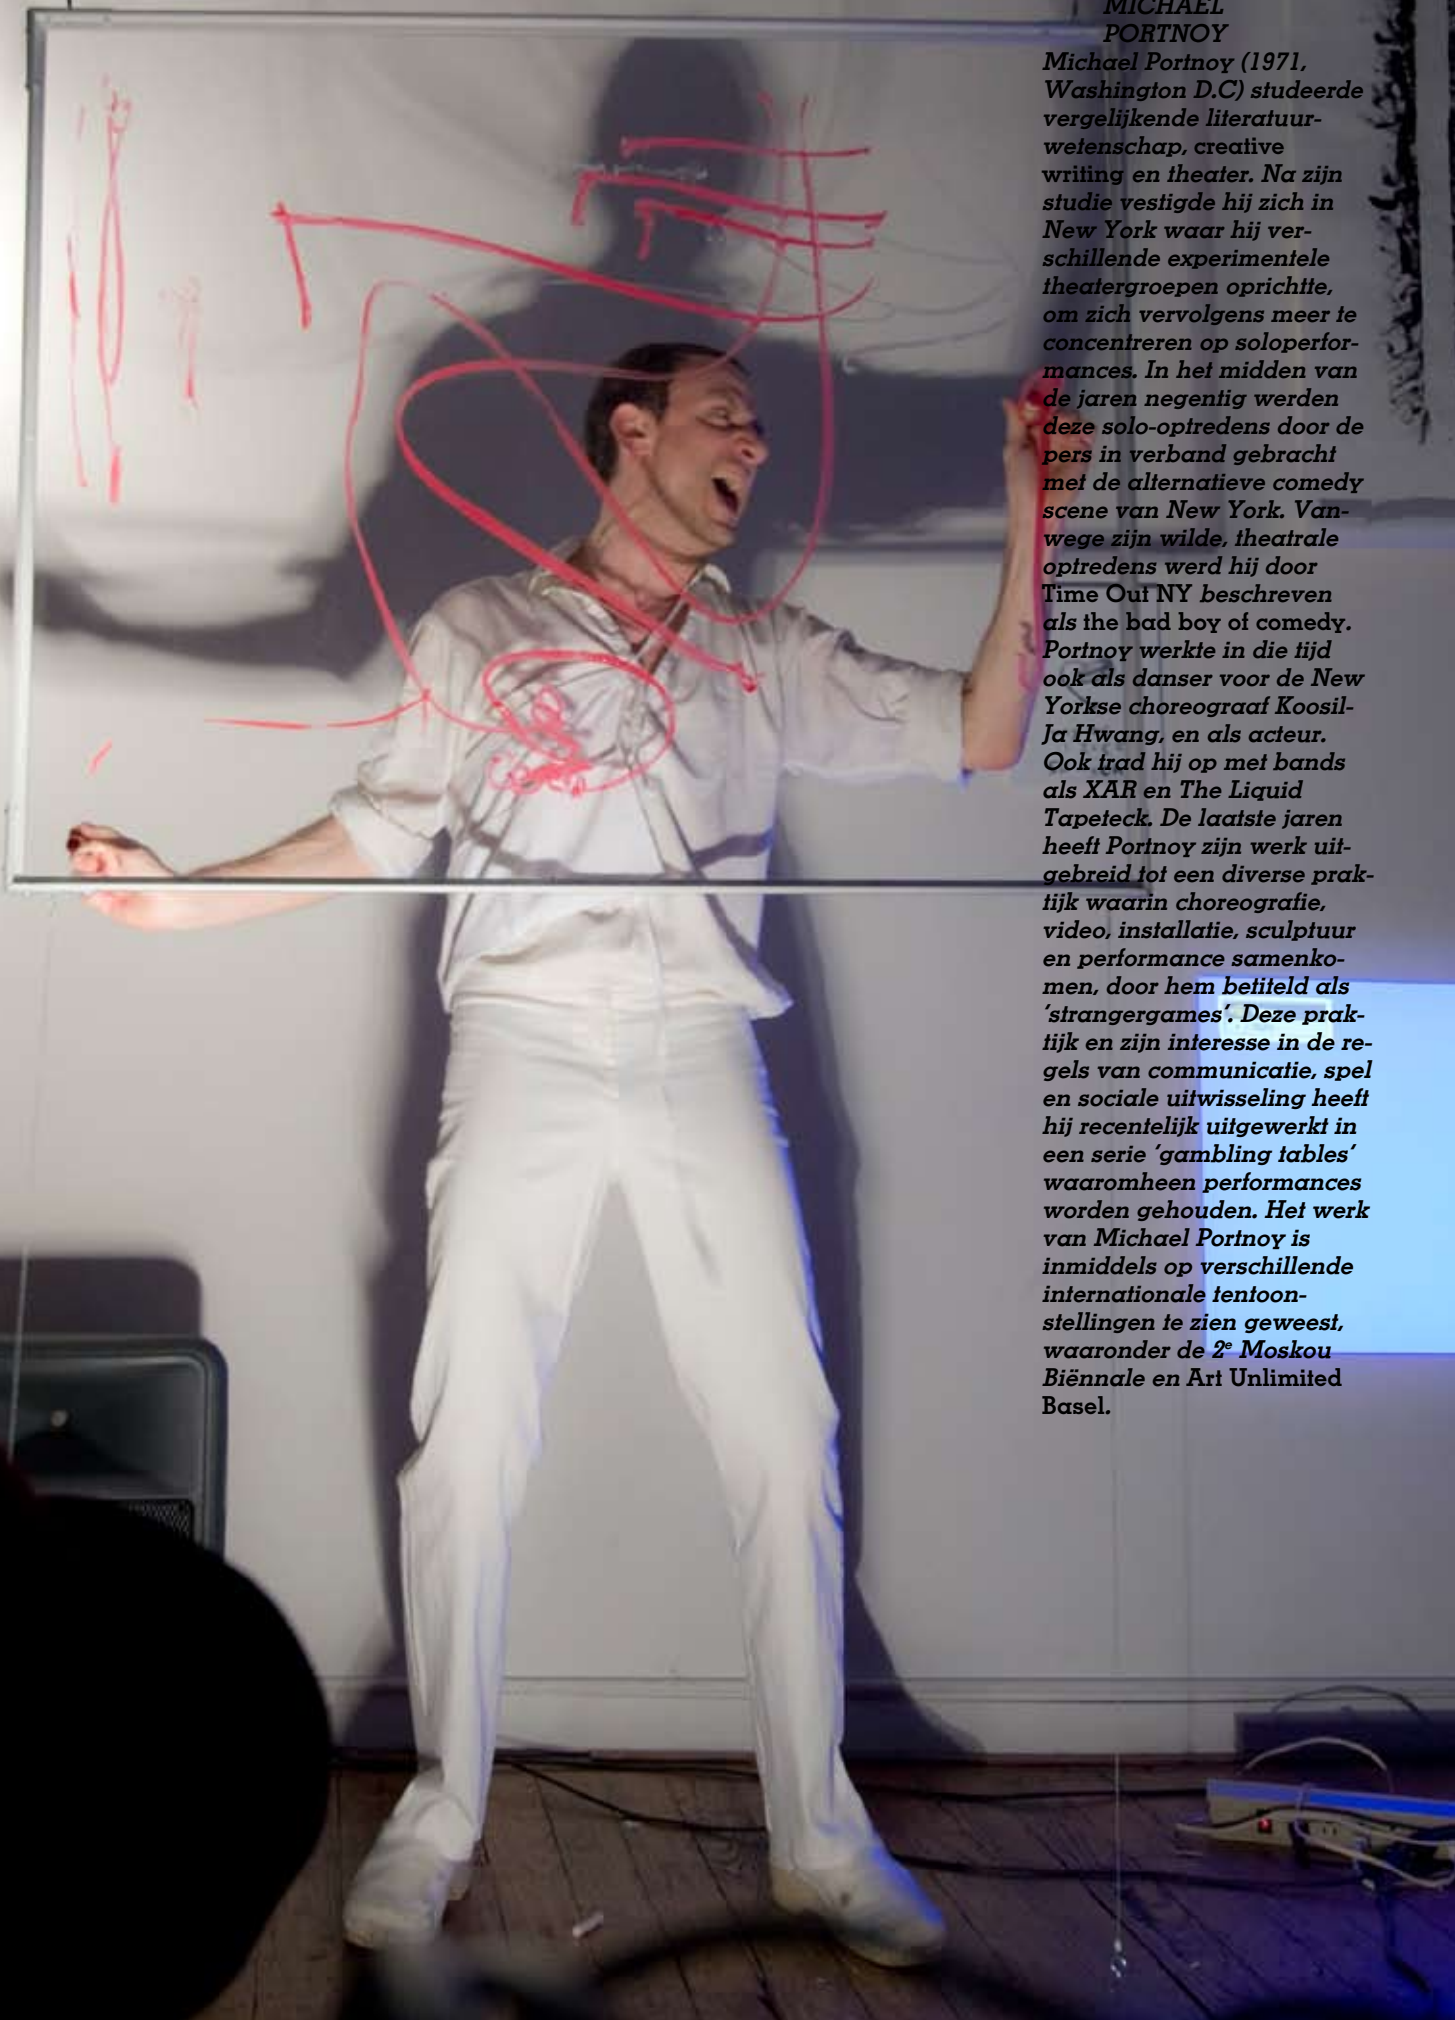 MICHAEL
PORTNOY
Michael Portnoy (1971,
Washington D.C) studeerde
vergelijkende literatuur-
wetenschap, creative
writing en theater. Na zijn
studie vestigde hij zich in
New York waar hij ver-
schillende experimentele
theatergroepen oprichtte,
om zich vervolgens meer te
concentreren op soloperfor-
mances. In het midden van
de jaren negentig werden
deze solo-optredens door de
pers in verband gebracht
met de alternatieve comedy
scene van New York. Van-
wege zijn wilde, theatrale
optredens werd hij door
Time Out NY beschreven
als the bad boy of comedy.
Portnoy werkte in die tijd
ook als danser voor de New
Yorkse choreograaf Koosil-
Ja Hwang, en als acteur.
Ook trad hij op met bands
als XAR en The Liquid
Tapeteck. De laatste jaren
heeft Portnoy zijn werk uit-
gebreid tot een diverse prak-
tijk waarin choreografie,
video, installatie, sculptuur
en performance samenko-
men, door hem betiteld als
‘strangergames’. Deze prak-
tijk en zijn interesse in de re-
gels van communicatie, spel
en sociale uitwisseling heeft
hij recentelijk uitgewerkt in
een serie ‘gambling tables’
waaromheen performances
worden gehouden. Het werk
van Michael Portnoy is
inmiddels op verschillende
internationale tentoon-
stellingen te zien geweest,
waaronder de 2e Moskou
Biënnale en Art Unlimited
Basel.